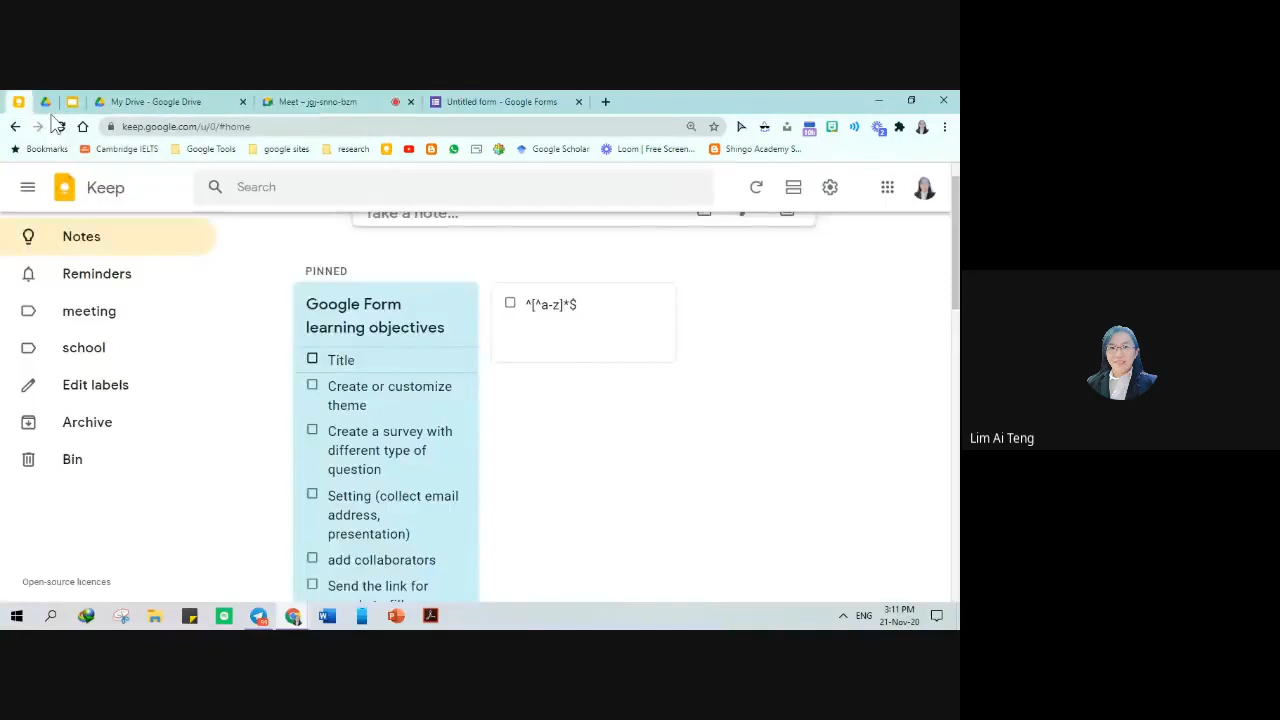 My Drive - Google Drive
Meet – jgj-snno-bzm
Untitled form - Google Forms
keep.google.com/u/0/#home
Bookmarks
Cambridge IELTS
Google Tools
google sites
research
Google Scholar
Loom | Free Screen...
Shingo Academy S...
Keep
Search
Take a note...
Notes
Reminders
meeting
school
Edit labels
Archive
Bin
Open-source licences
PINNED
Google Form
learning objectives
Title
Create or customize
theme
Create a survey with
different type of
question
Setting (collect email
address,
presentation)
add collaborators
Send the link for
^[^a-z]*$
Lim Ai Teng
ENG
3:11 PM
21-Nov-20